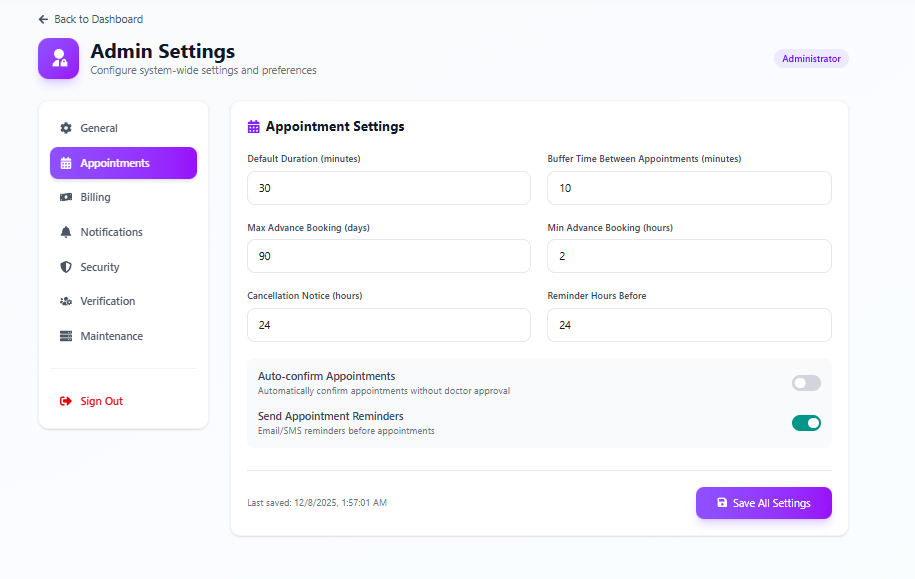 Back to Dashboard
Admin Settings
Configure system-wide settings and preferences
Administrator
General
Appointments
Billing
Notifications
Security
Verification
Maintenance
Sign Out
Appointment Settings
Default Duration (minutes)
30
Buffer Time Between Appointments (minutes)
10
Max Advance Booking (days)
90
Min Advance Booking (hours)
2
Cancellation Notice (hours)
24
Reminder Hours Before
24
Auto-confirm Appointments
Automatically confirm appointments without doctor approval
Send Appointment Reminders
Email/SMS reminders before appointments
Last saved: 12/8/2025, 1:57:01 AM
Save All Settings